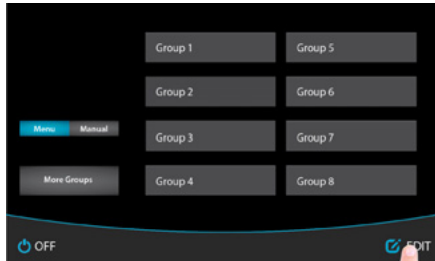 Group 1 Group 5
Group 2 Group 6
Menu Manual
Group 3 Group 7
More Groups
Group 4 Group 8
OFF
EDIT